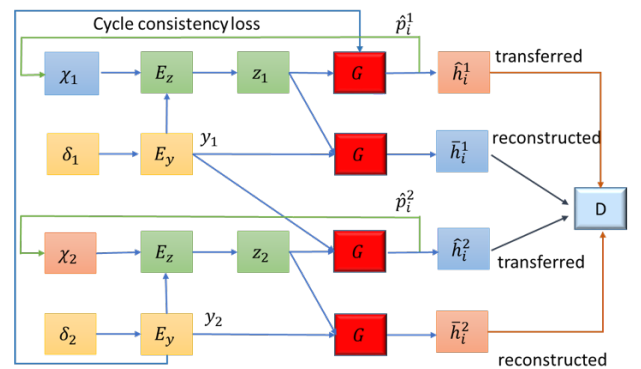 Cycle consistency loss
p̂ᵢ¹
χ₁ E_z z₁ G ĥᵢ¹ transferred
δ₁ E_y y₁ G h̄ᵢ¹ reconstructed
D
p̂ᵢ²
χ₂ E_z z₂ G ĥᵢ² transferred
δ₂ E_y y₂ G h̄ᵢ² reconstructed